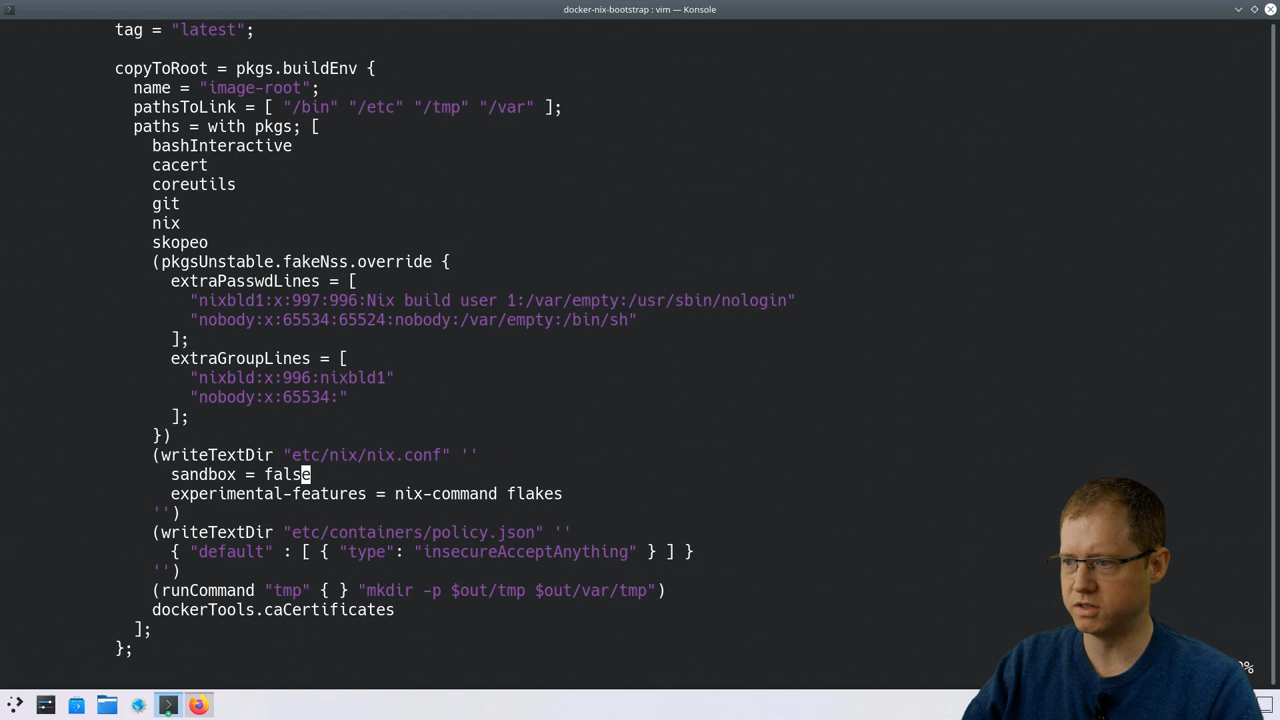 docker-nix-bootstrap : vim — Konsole
tag = "latest";
copyToRoot = pkgs.buildEnv {
name = "image-root";
pathsToLink = [ "/bin" "/etc" "/tmp" "/var" ];
paths = with pkgs; [
bashInteractive
cacert
coreutils
git
nix
skopeo
(pkgsUnstable.fakeNss.override {
extraPasswdLines = [
"nixbld1:x:997:996:Nix build user 1:/var/empty:/usr/sbin/nologin"
"nobody:x:65534:65524:nobody:/var/empty:/bin/sh"
];
extraGroupLines = [
"nixbld:x:996:nixbld1"
"nobody:x:65534:"
];
})
(writeTextDir "etc/nix/nix.conf" ''
sandbox = false
experimental-features = nix-command flakes
'')
(writeTextDir "etc/containers/policy.json" ''
{ "default" : [ { "type": "insecureAcceptAnything" } ] }
'')
(runCommand "tmp" { } "mkdir -p $out/tmp $out/var/tmp")
dockerTools.caCertificates
];
};